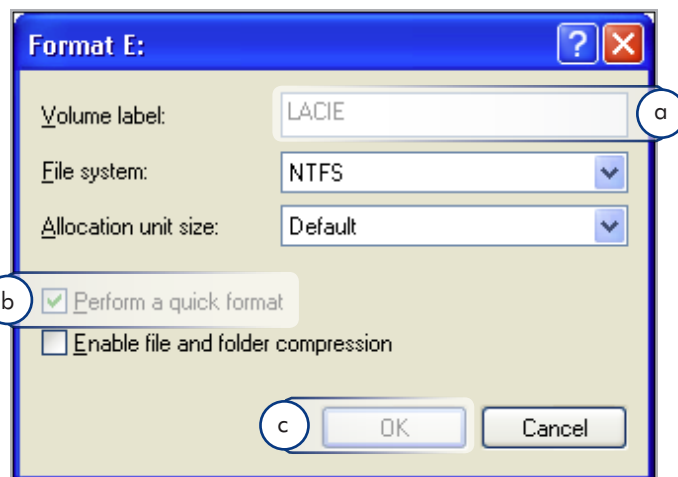 Format E:
Volume label: LACIE a
File system: NTFS
Allocation unit size: Default
b Perform a quick format
Enable file and folder compression
c OK Cancel